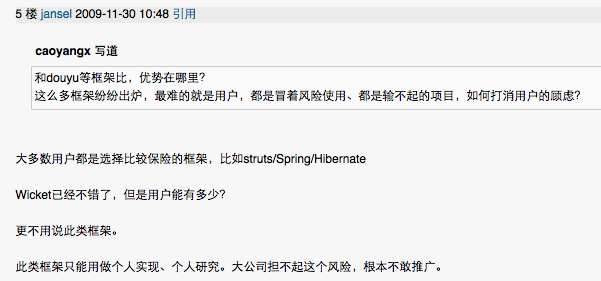 5 楼 jansel 2009-11-30 10:48 引用
caoyangx 写道
和douyu等框架比，优势在哪里？
这么多框架纷纷出炉，最难的就是用户，都是冒着风险使用、都是输不起的项目，如何打消用户的顾虑？
大多数用户都是选择比较保险的框架，比如struts/Spring/Hibernate
Wicket已经不错了，但是用户能有多少？
更不用说此类框架。
此类框架只能用做个人实现、个人研究。大公司担不起这个风险，根本不敢推广。